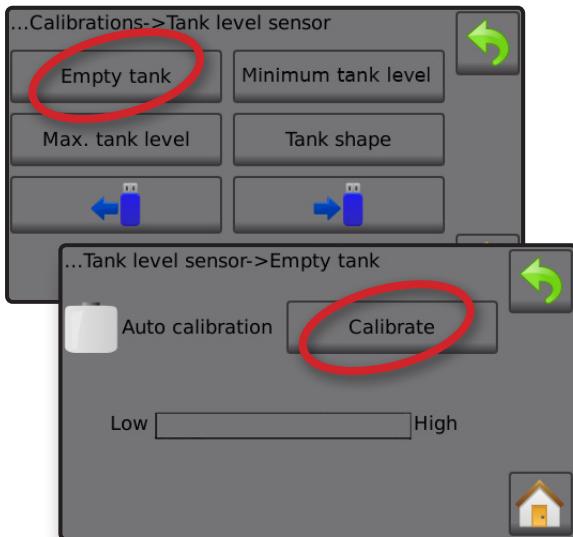 ...Calibrations->Tank level sensor
Empty tank
Minimum tank level
Max. tank level
Tank shape
...Tank level sensor->Empty tank
Auto calibration
Calibrate
Low
High